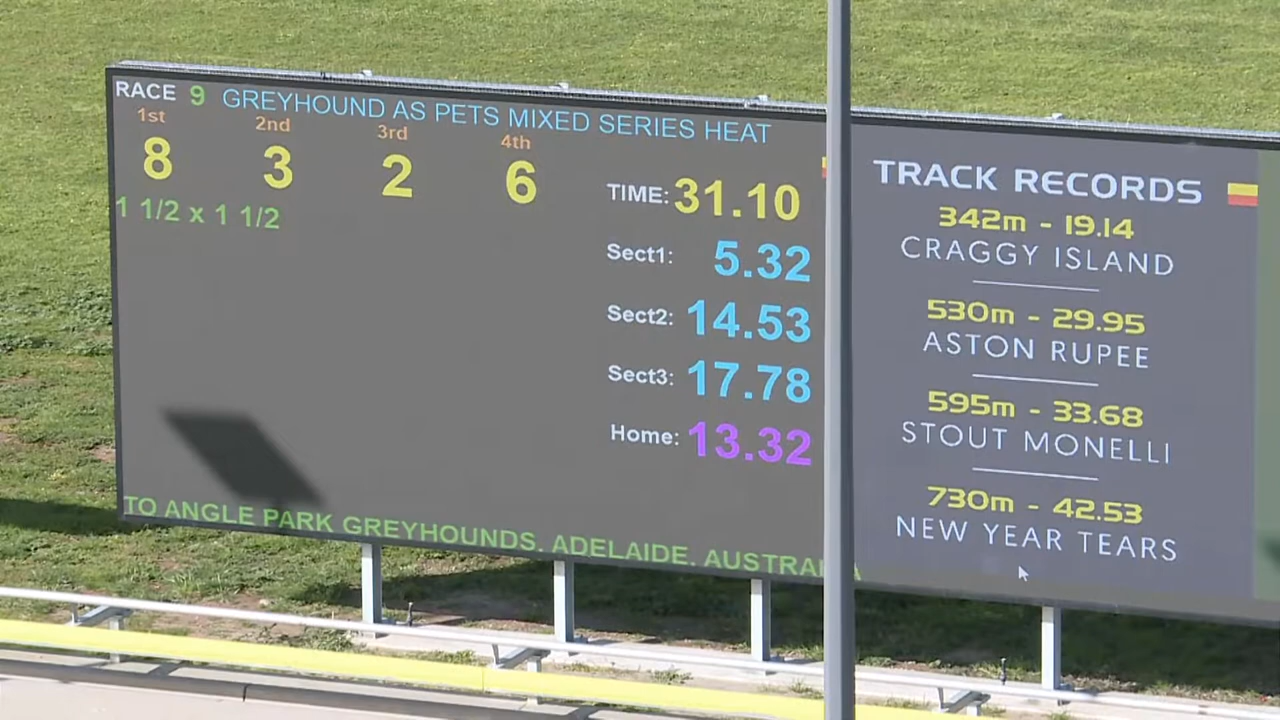 RACE 9 GREYHOUND AS PETS MIXED SERIES HEAT
1st 2nd 3rd 4th
8 3 2 6
1 1/2 x 1 1/2
TIME: 31.10
Sect1: 5.32
Sect2: 14.53
Sect3: 17.78
Home: 13.32
TO ANGLE PARK GREYHOUNDS, ADELAIDE, AUSTRALIA
TRACK RECORDS
342m - 19.14
CRAGGY ISLAND
530m - 29.95
ASTON RUPEE
595m - 33.68
STOUT MONELLI
730m - 42.53
NEW YEAR TEARS